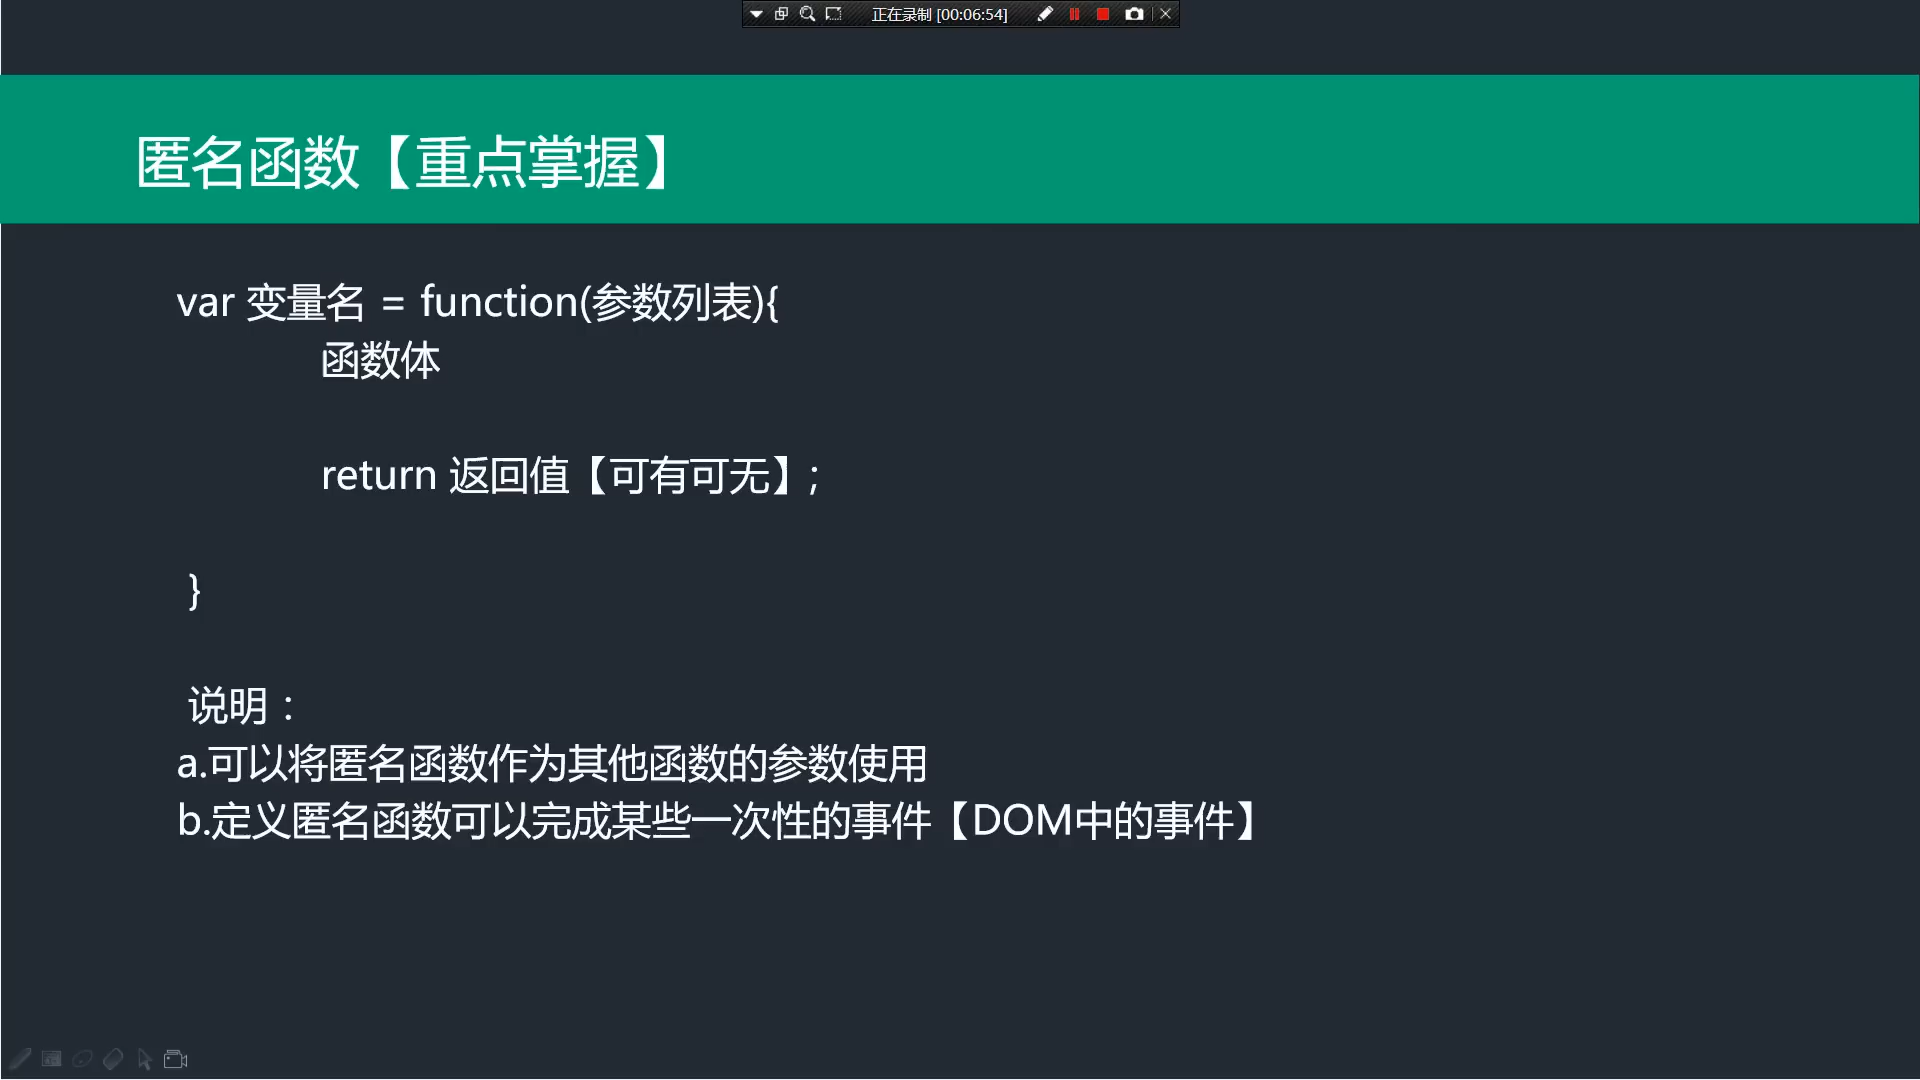 正在录制 [00:06:54]
匿名函数【重点掌握】
var 变量名 = function(参数列表){
函数体
return 返回值【可有可无】;
}
说明：
a.可以将匿名函数作为其他函数的参数使用
b.定义匿名函数可以完成某些一次性的事件【DOM中的事件】